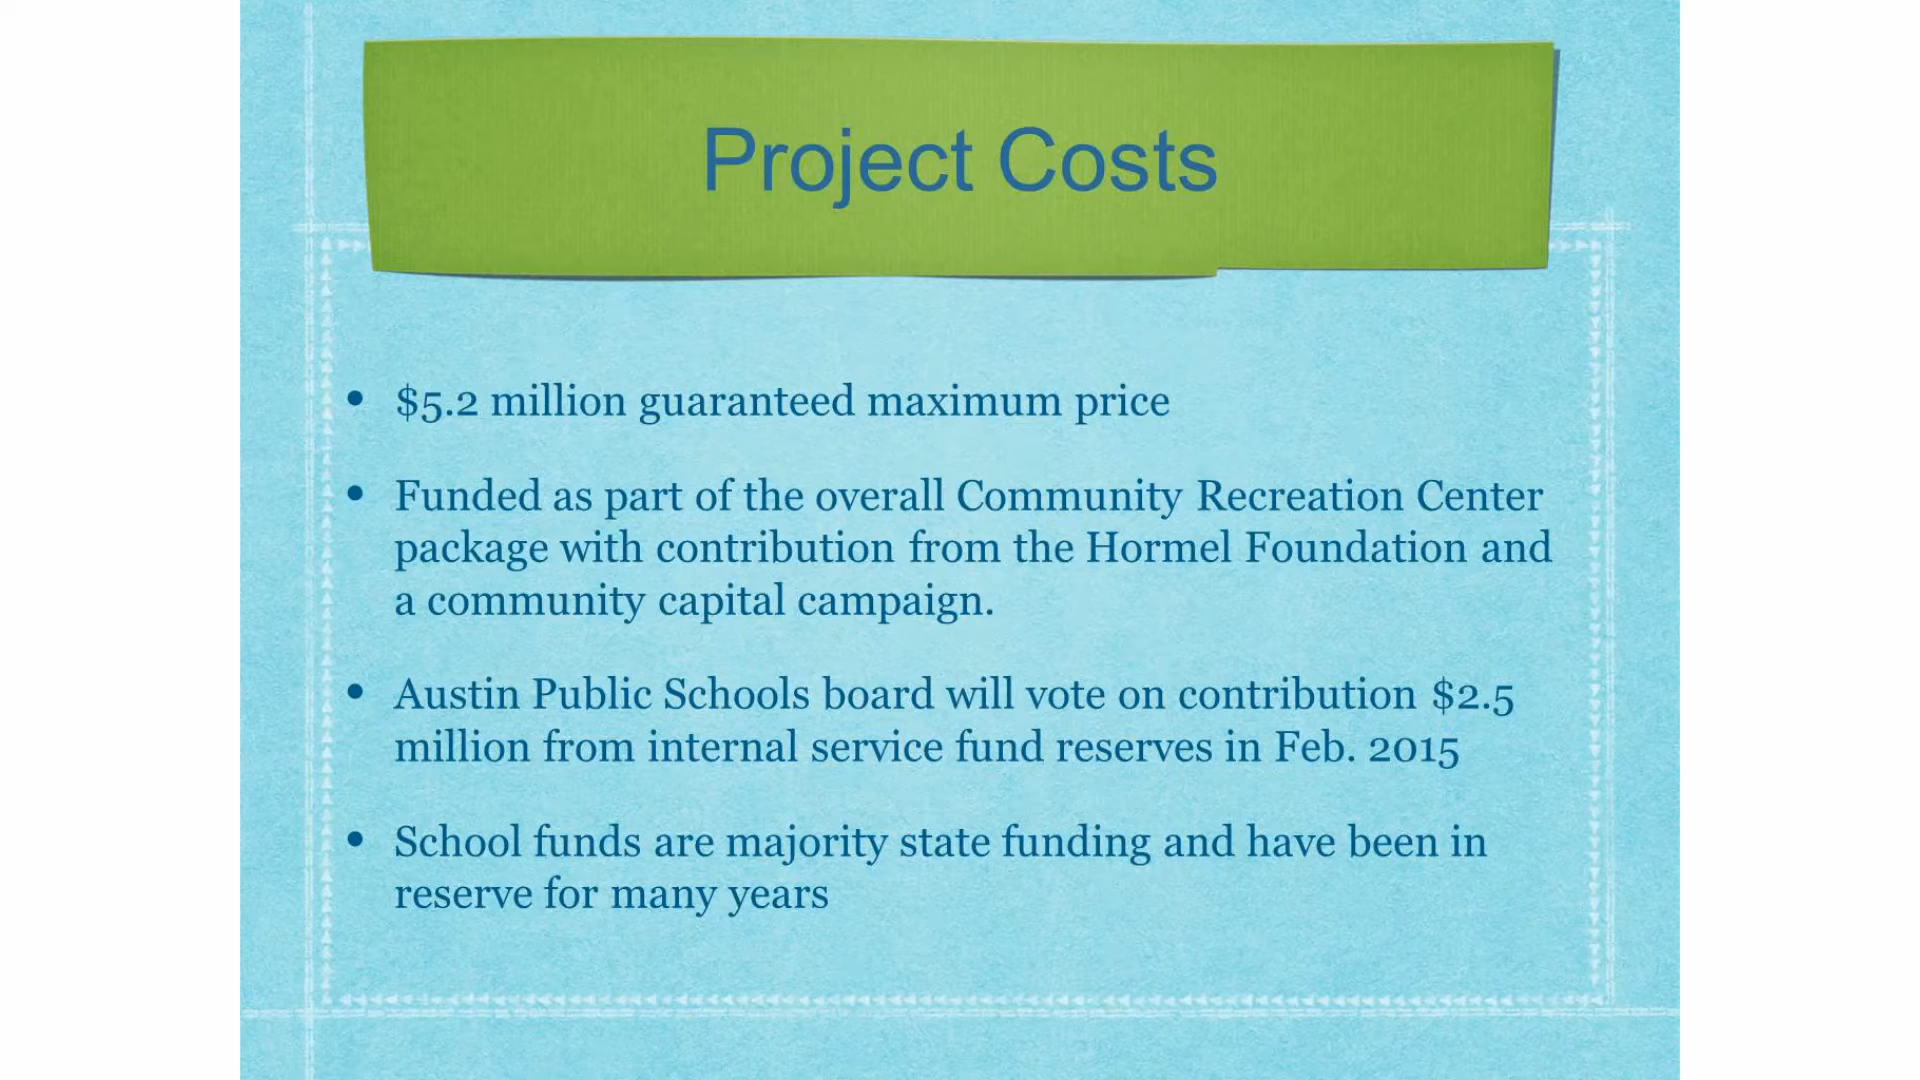 Project Costs
• $5.2 million guaranteed maximum price
• Funded as part of the overall Community Recreation Center
package with contribution from the Hormel Foundation and
a community capital campaign.
• Austin Public Schools board will vote on contribution $2.5
million from internal service fund reserves in Feb. 2015
• School funds are majority state funding and have been in
reserve for many years